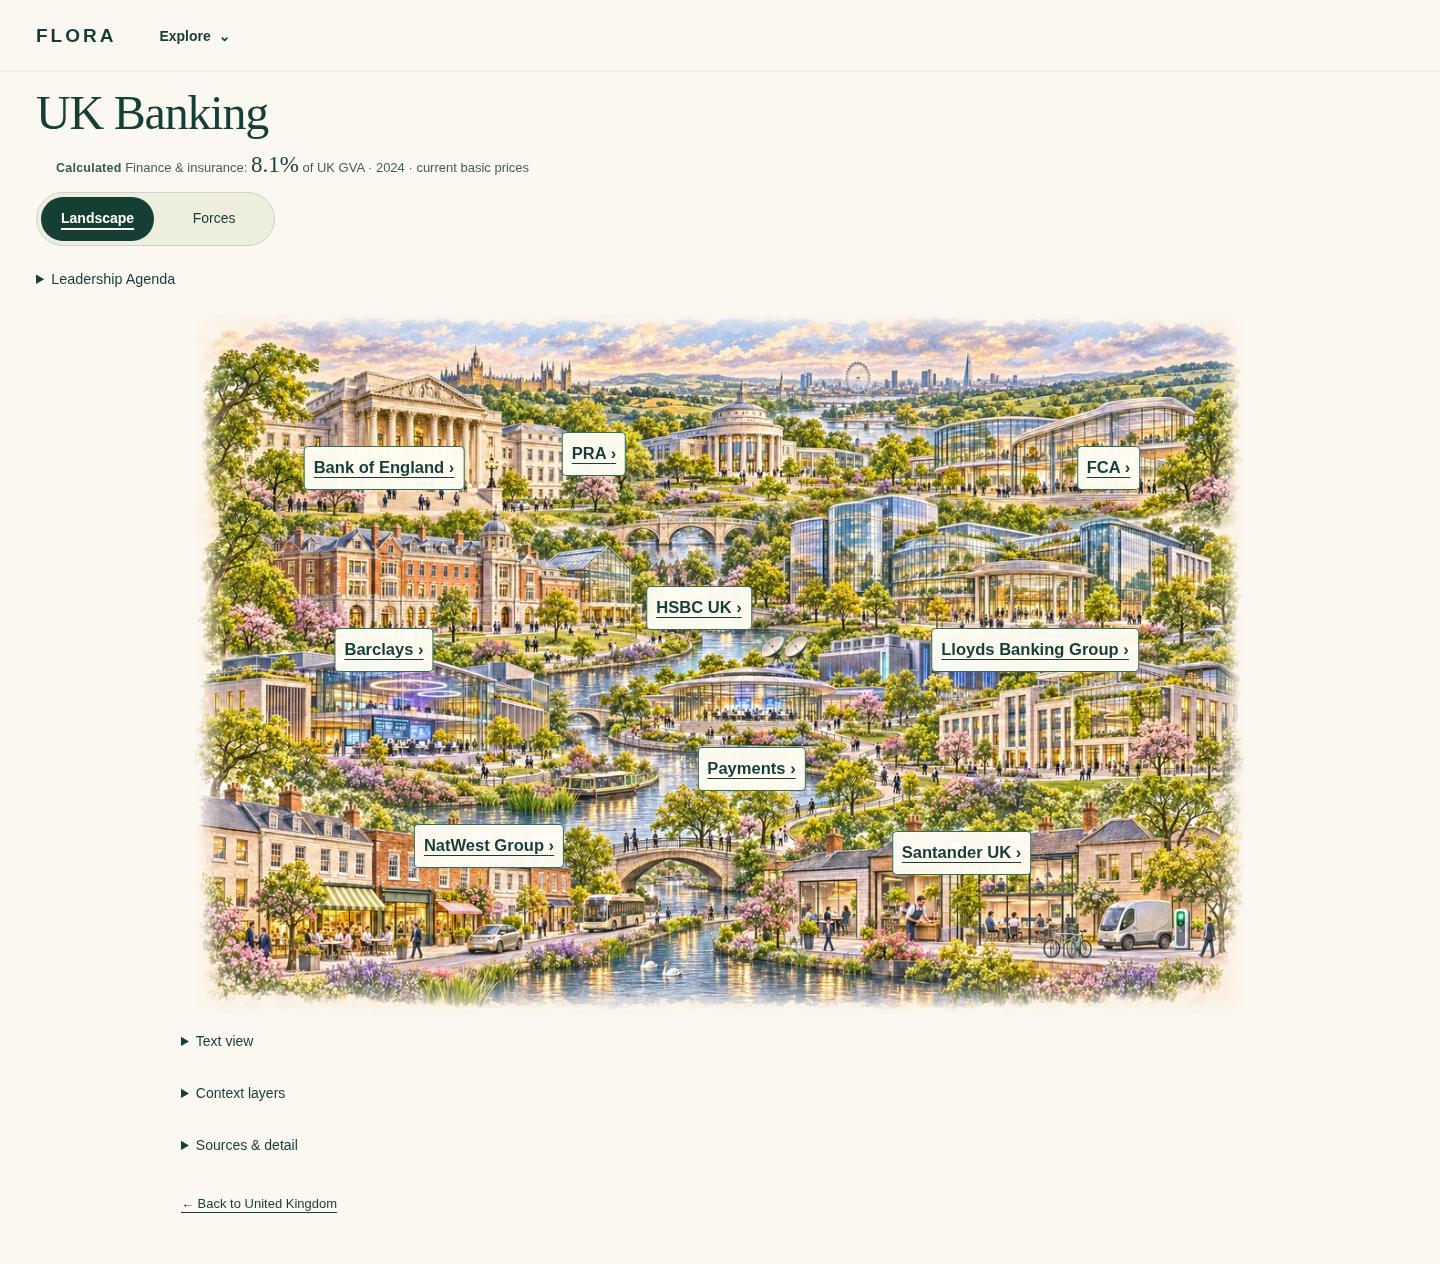 FLORA
Explore ⌄
UK Banking
Calculated Finance & insurance: 8.1% of UK GVA · 2024 · current basic prices
Landscape
Forces
▶ Leadership Agenda
PRA ›
Bank of England ›
FCA ›
HSBC UK ›
Barclays ›
Lloyds Banking Group ›
Payments ›
NatWest Group ›
Santander UK ›
▶ Text view
▶ Context layers
▶ Sources & detail
← Back to United Kingdom